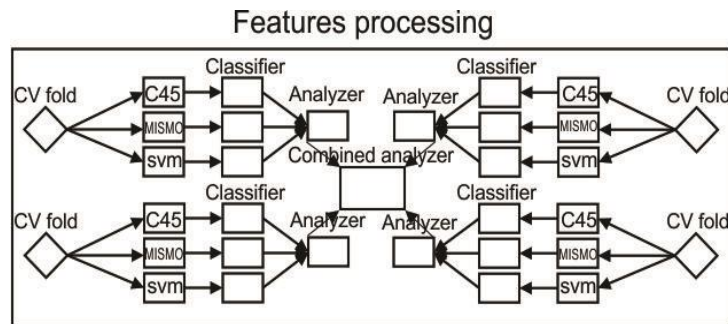 Features processing
Classifier
Classifier
CV fold
C45
Analyzer
Analyzer
C45
CV fold
MISMO
MISMO
svm
Combined analyzer
svm
Classifier
Classifier
CV fold
C45
Analyzer
Analyzer
C45
CV fold
MISMO
MISMO
svm
svm